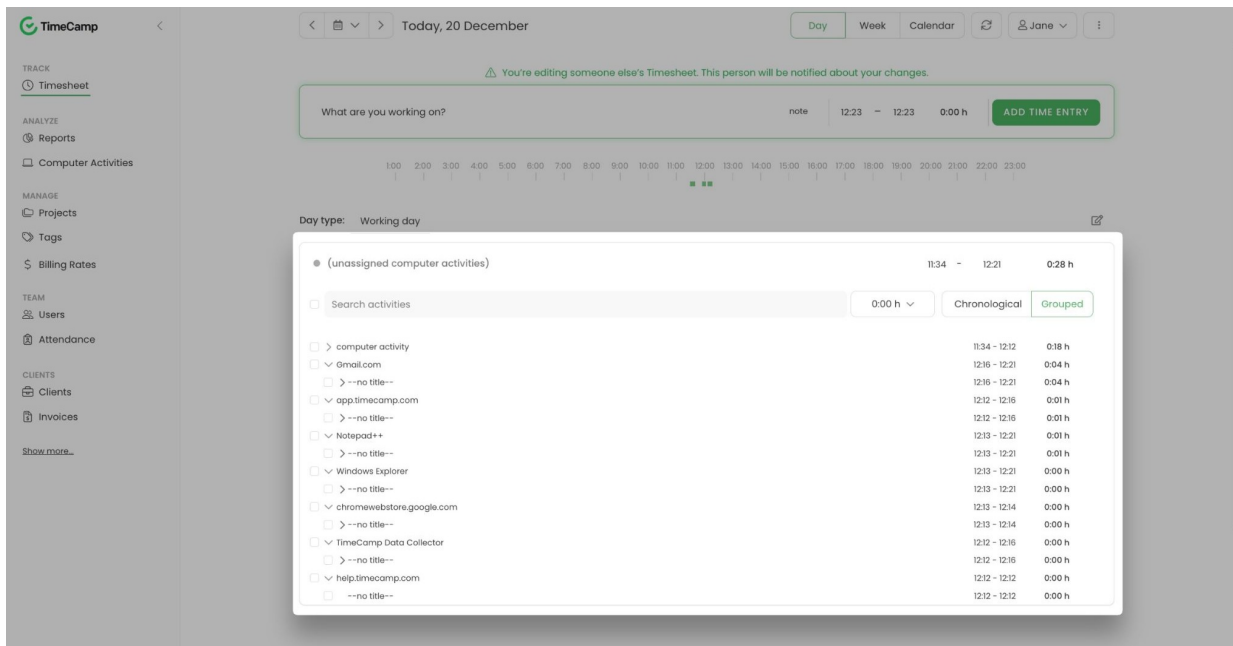 TimeCamp
TRACK
Timesheet
ANALYZE
Reports
Computer Activities
MANAGE
Projects
Tags
Billing Rates
TEAM
Users
Attendance
CLIENTS
Clients
Invoices
Show more...
Today, 20 December
Day Week Calendar Jane
You're editing someone else's Timesheet. This person will be notified about your changes.
What are you working on? note 12:23 - 12:23 0:00 h ADD TIME ENTRY
1:00 2:00 3:00 4:00 5:00 6:00 7:00 8:00 9:00 10:00 11:00 12:00 13:00 14:00 15:00 16:00 17:00 18:00 19:00 20:00 21:00 22:00 23:00
Day type: Working day
(unassigned computer activities) 11:34 - 12:21 0:28 h
Search activities 0:00 h Chronological Grouped
computer activity 11:34 - 12:12 0:18 h
Gmail.com 12:16 - 12:21 0:04 h
--no title-- 12:16 - 12:21 0:04 h
app.timecamp.com 12:12 - 12:16 0:01 h
--no title-- 12:12 - 12:16 0:01 h
Notepad++ 12:13 - 12:21 0:01 h
--no title-- 12:13 - 12:21 0:01 h
Windows Explorer 12:13 - 12:21 0:00 h
--no title-- 12:13 - 12:21 0:00 h
chromewebstore.google.com 12:13 - 12:14 0:00 h
--no title-- 12:13 - 12:14 0:00 h
TimeCamp Data Collector 12:12 - 12:16 0:00 h
--no title-- 12:12 - 12:16 0:00 h
help.timecamp.com 12:12 - 12:12 0:00 h
--no title-- 12:12 - 12:12 0:00 h